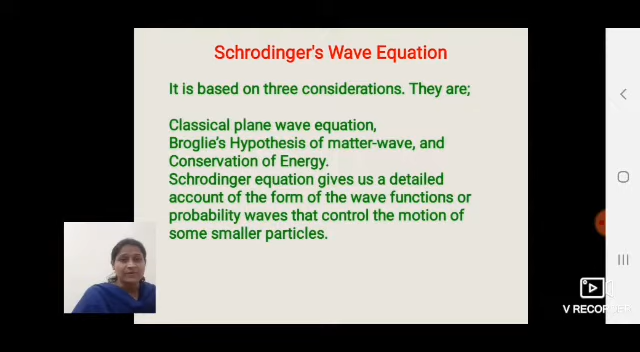 Schrodinger's Wave Equation
It is based on three considerations. They are;
Classical plane wave equation,
Broglie's Hypothesis of matter-wave, and
Conservation of Energy.
Schrodinger equation gives us a detailed
account of the form of the wave functions or
probability waves that control the motion of
some smaller particles.